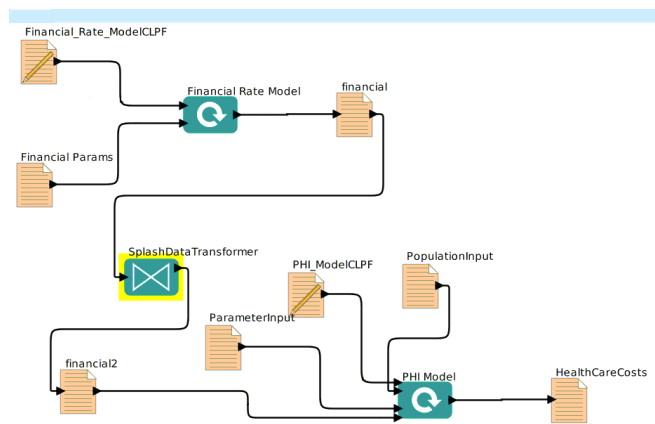 Financial_Rate_ModelCLPF
Financial Rate Model
financial
Financial Params
SplashDataTransformer
PHI_ModelCLPF
PopulationInput
ParameterInput
financial2
PHI Model
HealthCareCosts